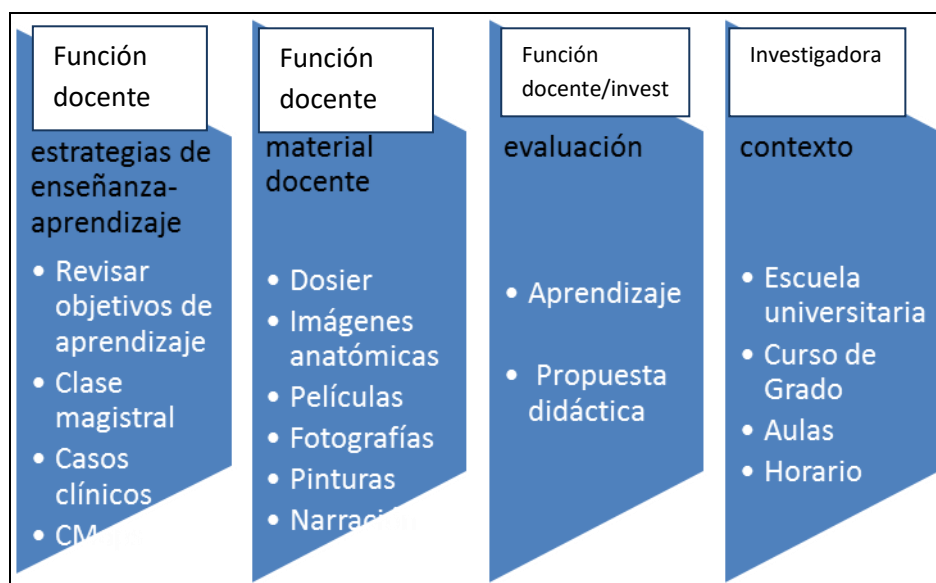 Función
docente
estrategias de
enseñanza-
aprendizaje
• Revisar
objetivos de
aprendizaje
• Clase
magistral
• Casos
clínicos
Función
docente
material
docente
• Dosier
• Imágenes
anatómicas
• Películas
• Fotografías
• Pinturas
• Narración
Función
docente/invest
evaluación
• Aprendizaje
• Propuesta
didáctica
Investigadora
contexto
• Escuela
universitaria
• Curso de
Grado
• Aulas
• Horario